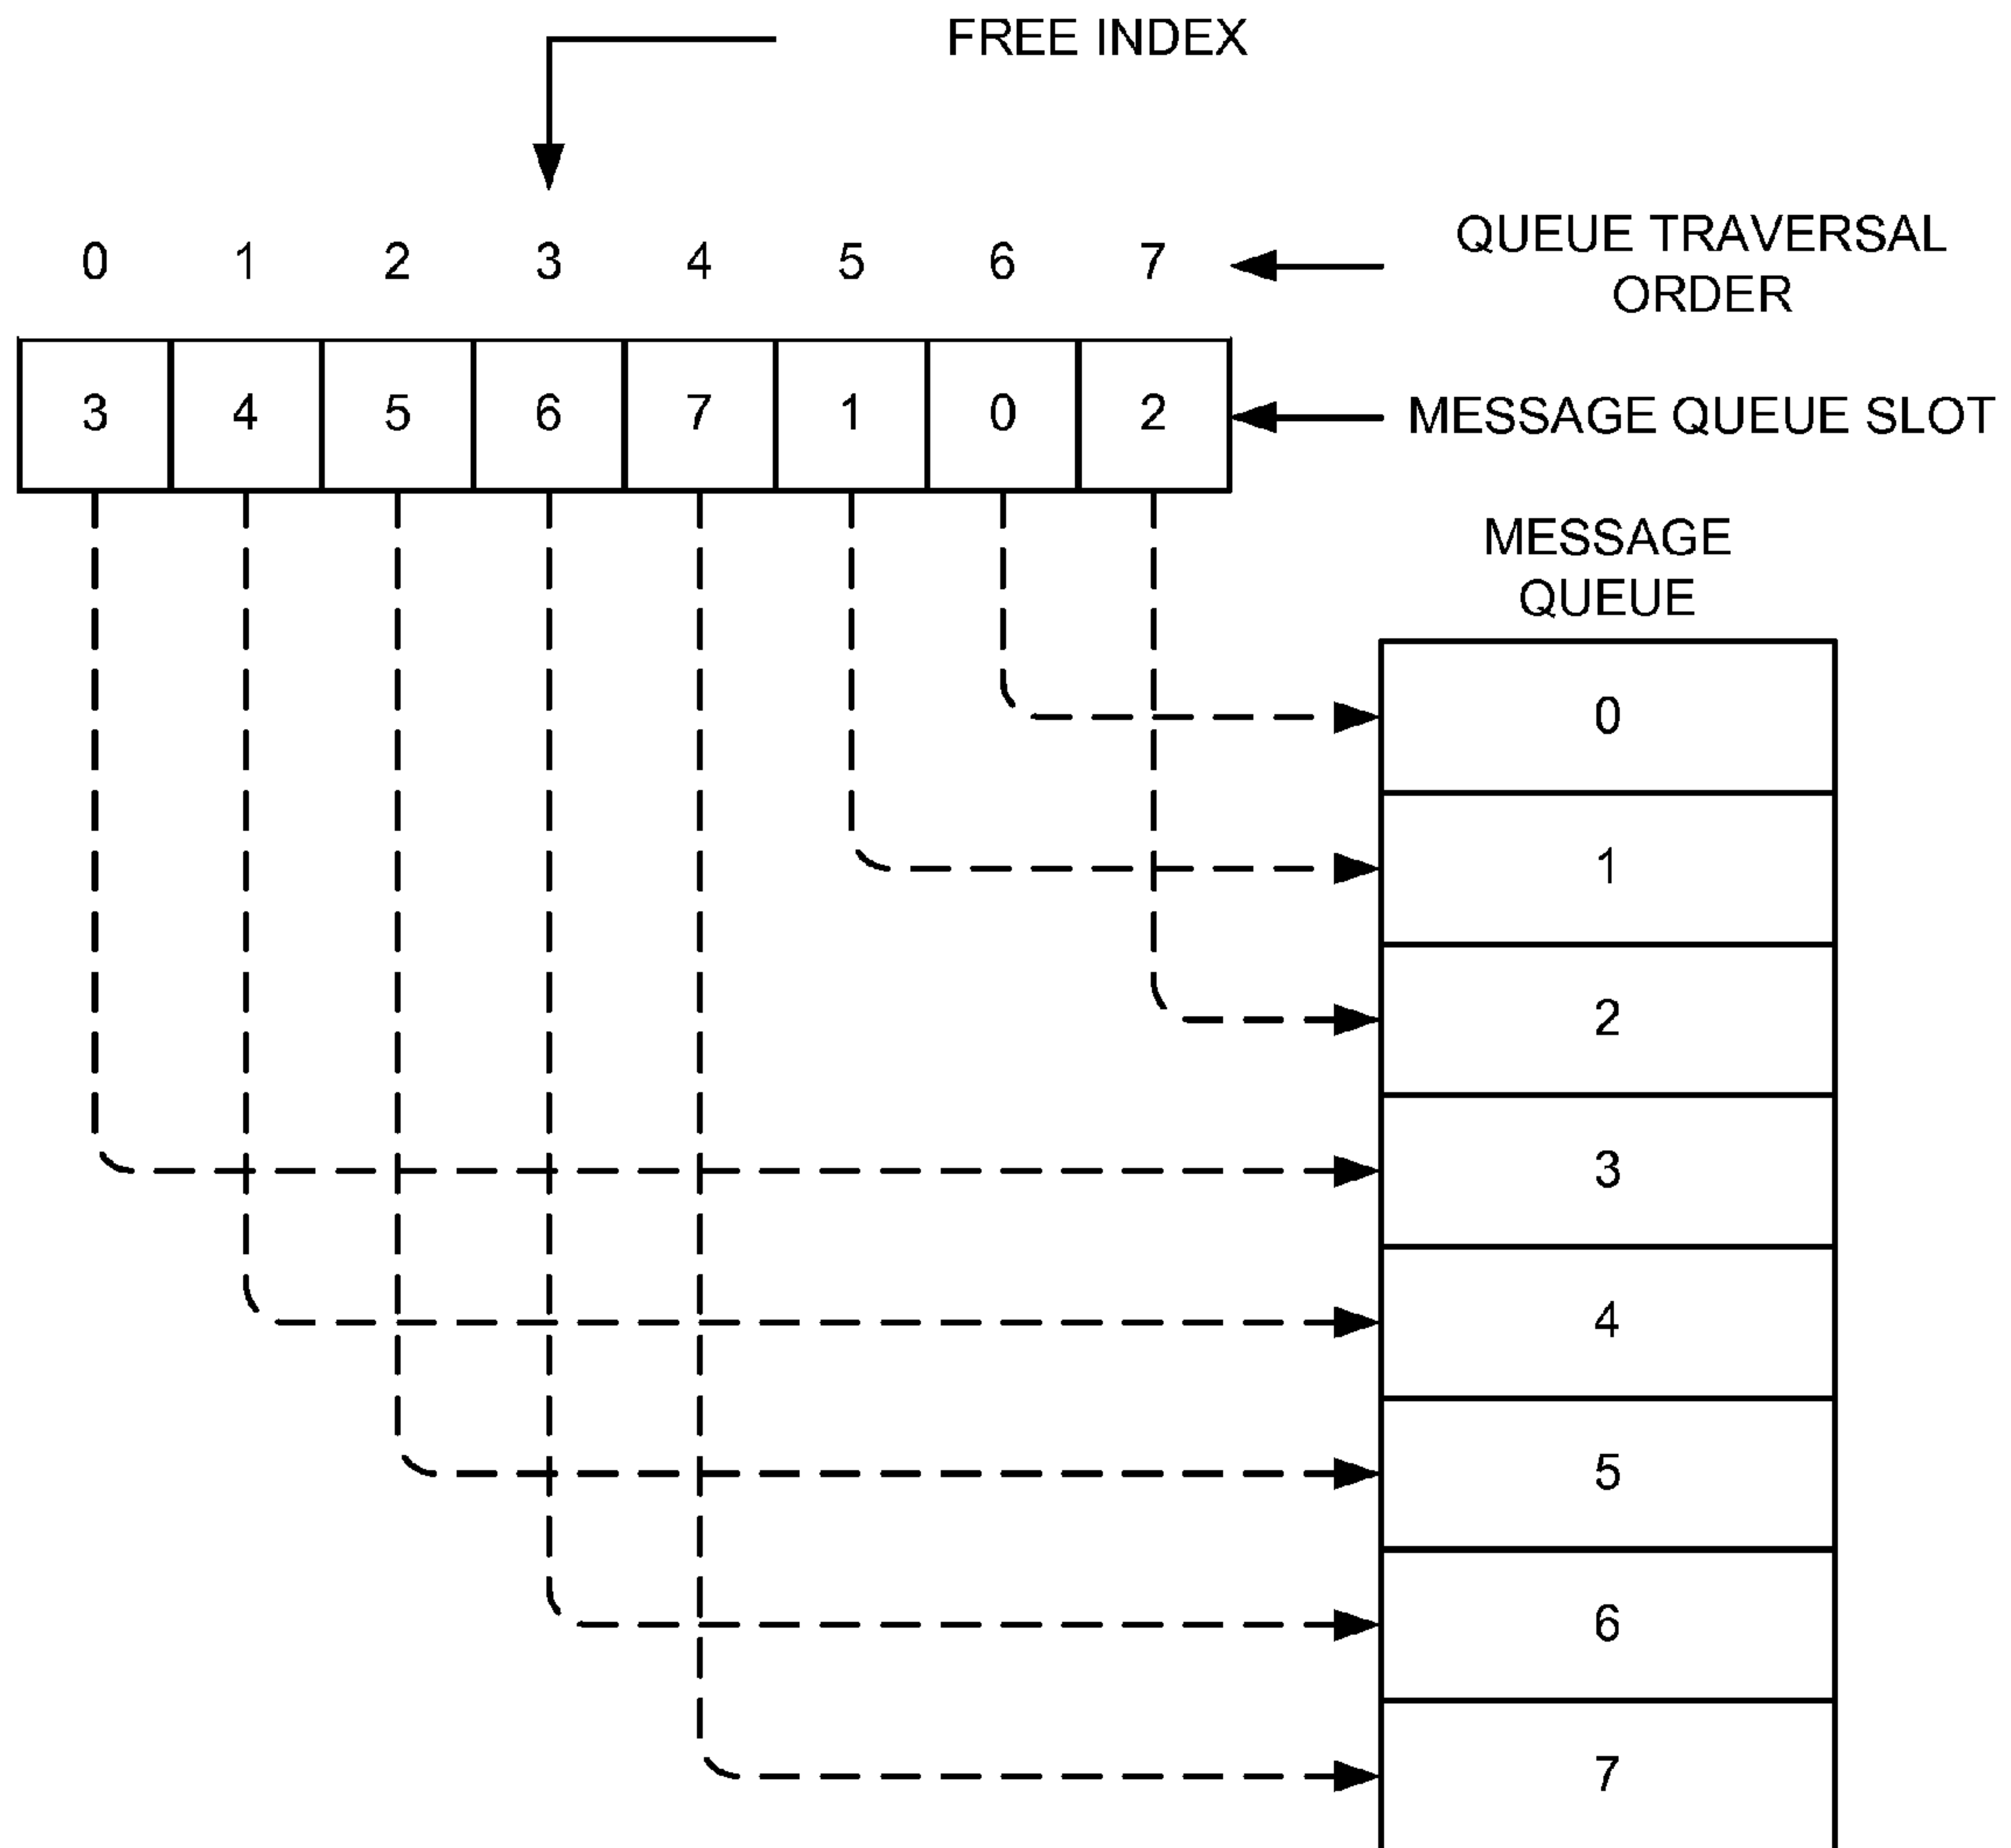 FREE INDEX
0 1 2 3 4 5 6 7
QUEUE TRAVERSAL
ORDER
3 4 5 6 7 1 0 2
MESSAGE QUEUE SLOT
MESSAGE
QUEUE
0
1
2
3
4
5
6
7